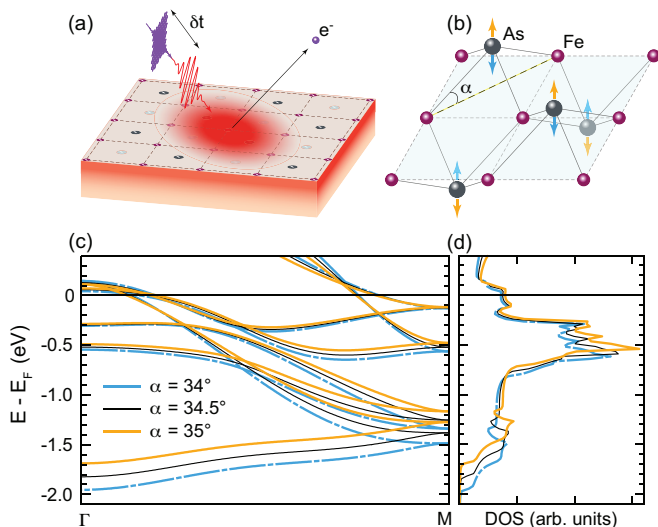 (a)
δt
e-
(b)
As
Fe
α
(c)
(d)
E - E_F (eV)
0
-0.5
-1.0
-1.5
-2.0
α = 34°
α = 34.5°
α = 35°
Γ
M
DOS (arb. units)